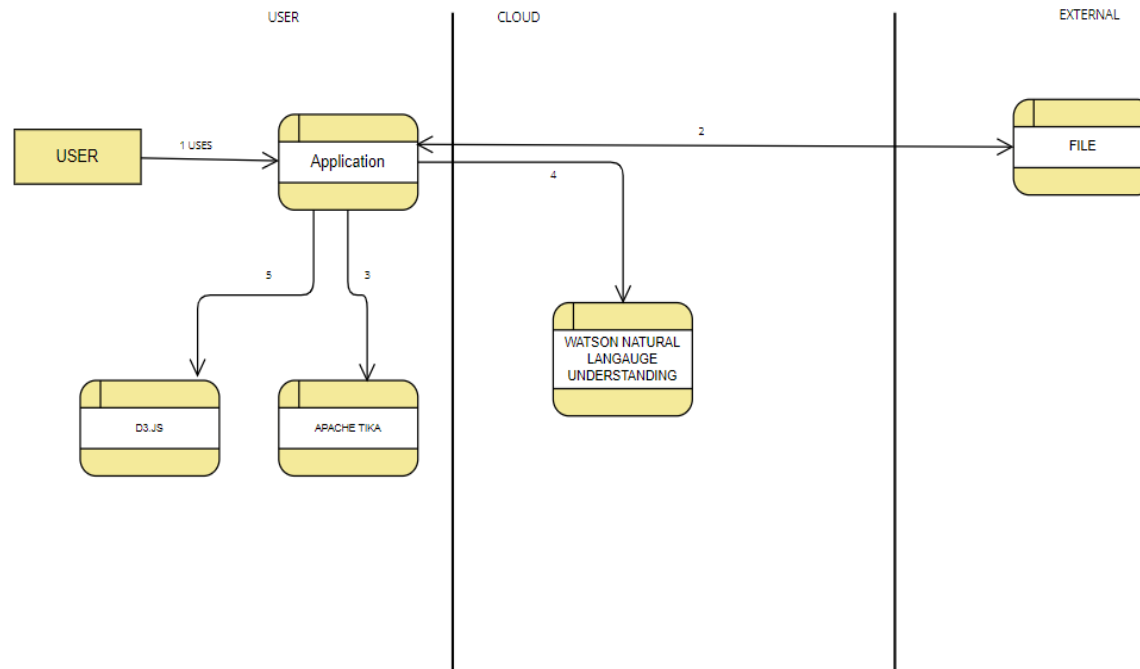 USER
CLOUD
EXTERNAL
USER
1 USES
Application
2
FILE
4
5
3
WATSON NATURAL
LANGAUGE
UNDERSTANDING
D3.JS
APACHE TIKA